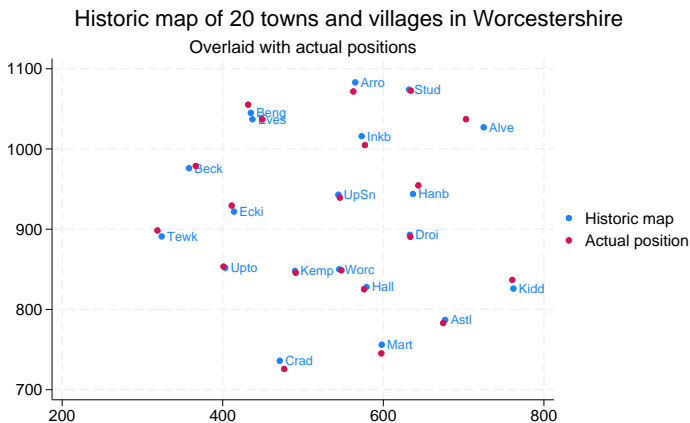 Historic map of 20 towns and villages in Worcestershire
Overlaid with actual positions
1100
1000
900
800
700
Arro
Stud
Beng
Eves
Alve
Inkb
Beck
UpSn
Hanb
Ecki
Tewk
Droi
Upto
Kemp
Worc
Hall
Kidd
Astl
Mart
Crad
Historic map
Actual position
200
400
600
800